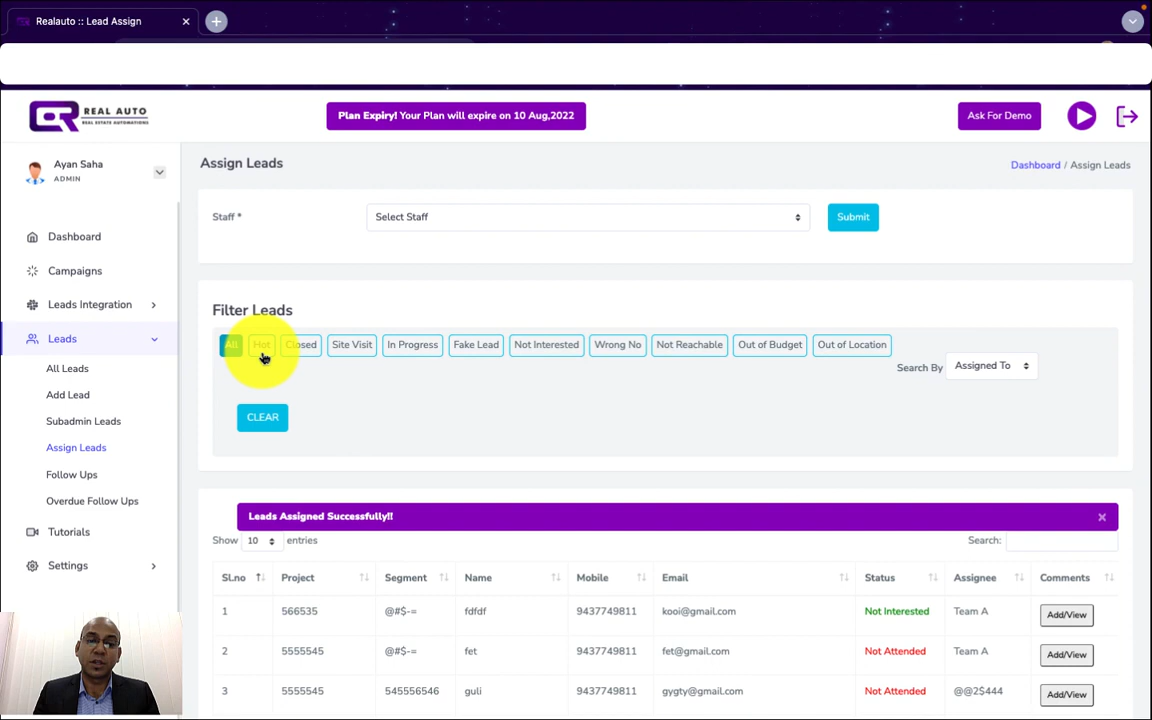 Realauto :: Lead Assign
REAL AUTO
REAL ESTATE AUTOMATIONS
Plan Expiry! Your Plan will expire on 10 Aug,2022
Ask For Demo
Ayan Saha
ADMIN
Assign Leads
Dashboard / Assign Leads
Staff *
Select Staff
Submit
Dashboard
Campaigns
Leads Integration
Leads
All Leads
Add Lead
Subadmin Leads
Assign Leads
Follow Ups
Overdue Follow Ups
Tutorials
Settings
Filter Leads
All Hot Closed Site Visit In Progress Fake Lead Not Interested Wrong No Not Reachable Out of Budget Out of Location
Search By Assigned To
CLEAR
Leads Assigned Successfully!!
Show 10 entries
Search:
Sl.no Project Segment Name Mobile Email Status Assignee Comments
1 566535 @#$-= fdfdf 9437749811 kooi@gmail.com Not Interested Team A Add/View
2 5555545 @#$-= fet 9437749811 fet@gmail.com Not Attended Team A Add/View
3 5555545 545556546 guli 9437749811 gygty@gmail.com Not Attended @@2$444 Add/View